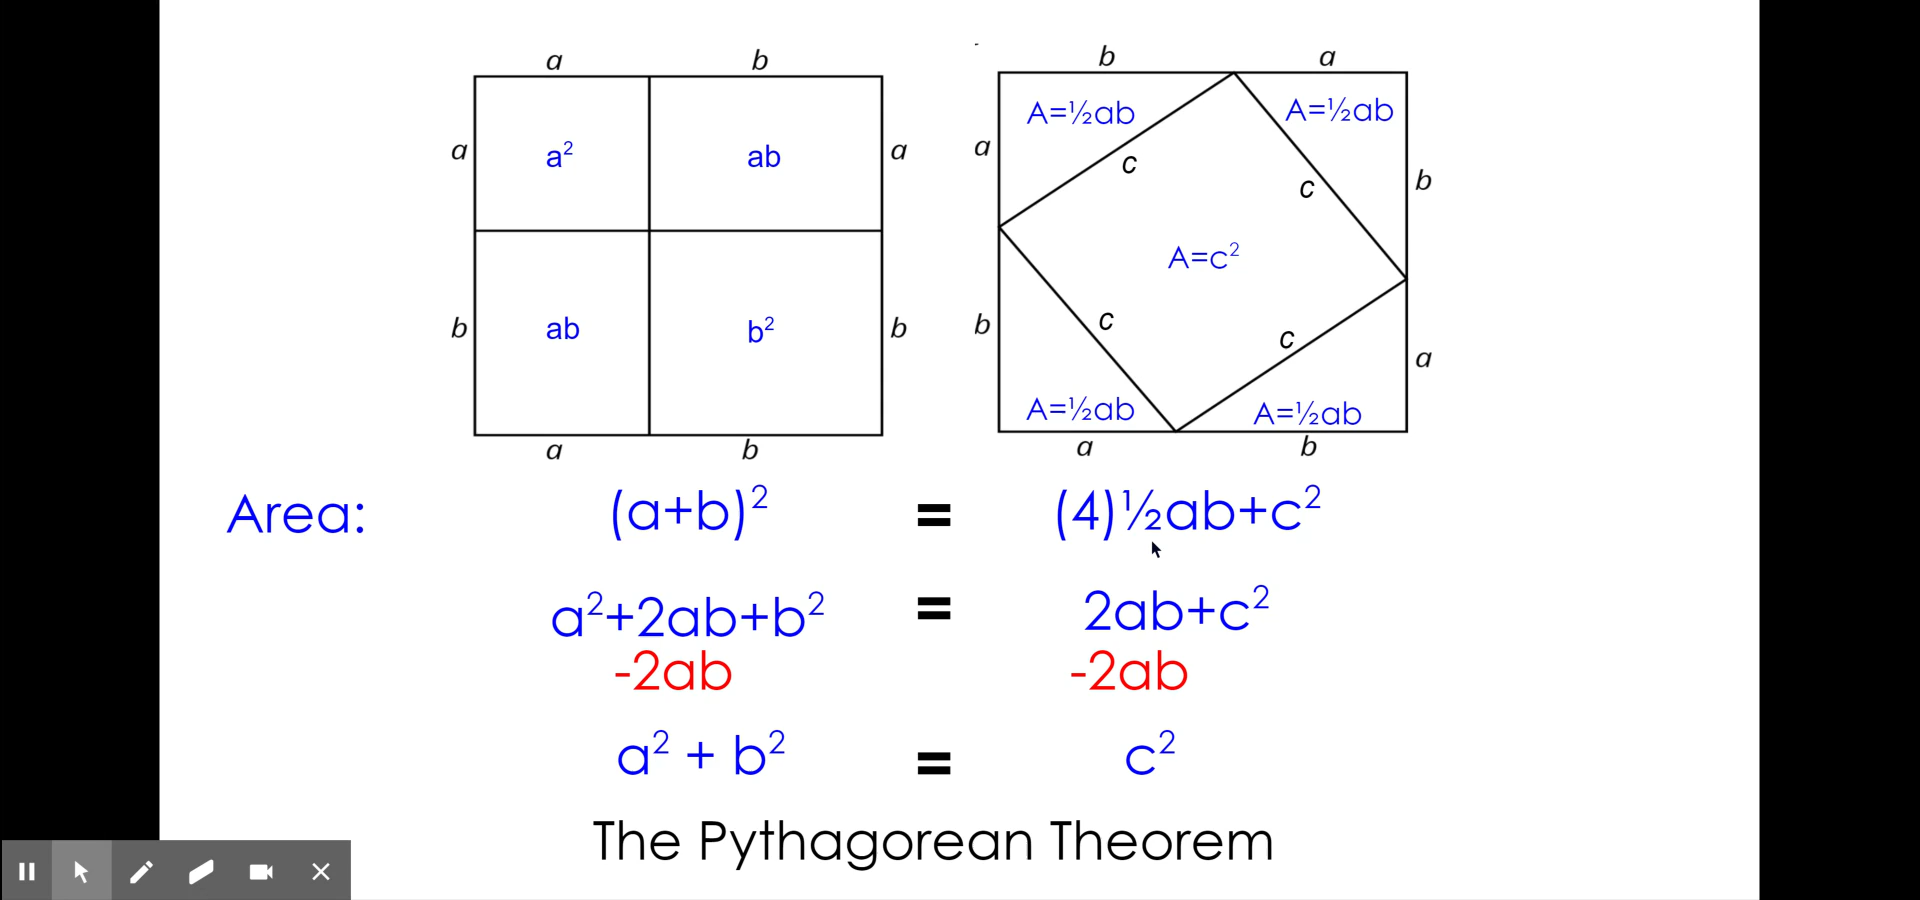 a b
a a² ab a
b ab b² b
a b
b a
A=½ab A=½ab
a c c b
A=c²
b c c a
A=½ab A=½ab
a b
Area: (a+b)² = (4)½ab+c²
a²+2ab+b² = 2ab+c²
-2ab -2ab
a² + b² = c²
The Pythagorean Theorem